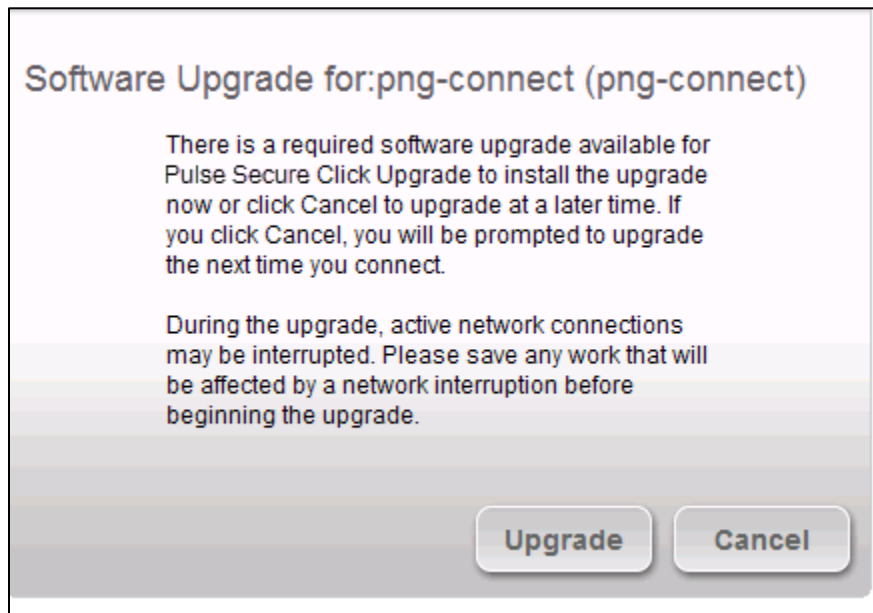 Software Upgrade for:png-connect (png-connect)
There is a required software upgrade available for
Pulse Secure Click Upgrade to install the upgrade
now or click Cancel to upgrade at a later time. If
you click Cancel, you will be prompted to upgrade
the next time you connect.
During the upgrade, active network connections
may be interrupted. Please save any work that will
be affected by a network interruption before
beginning the upgrade.
Upgrade
Cancel